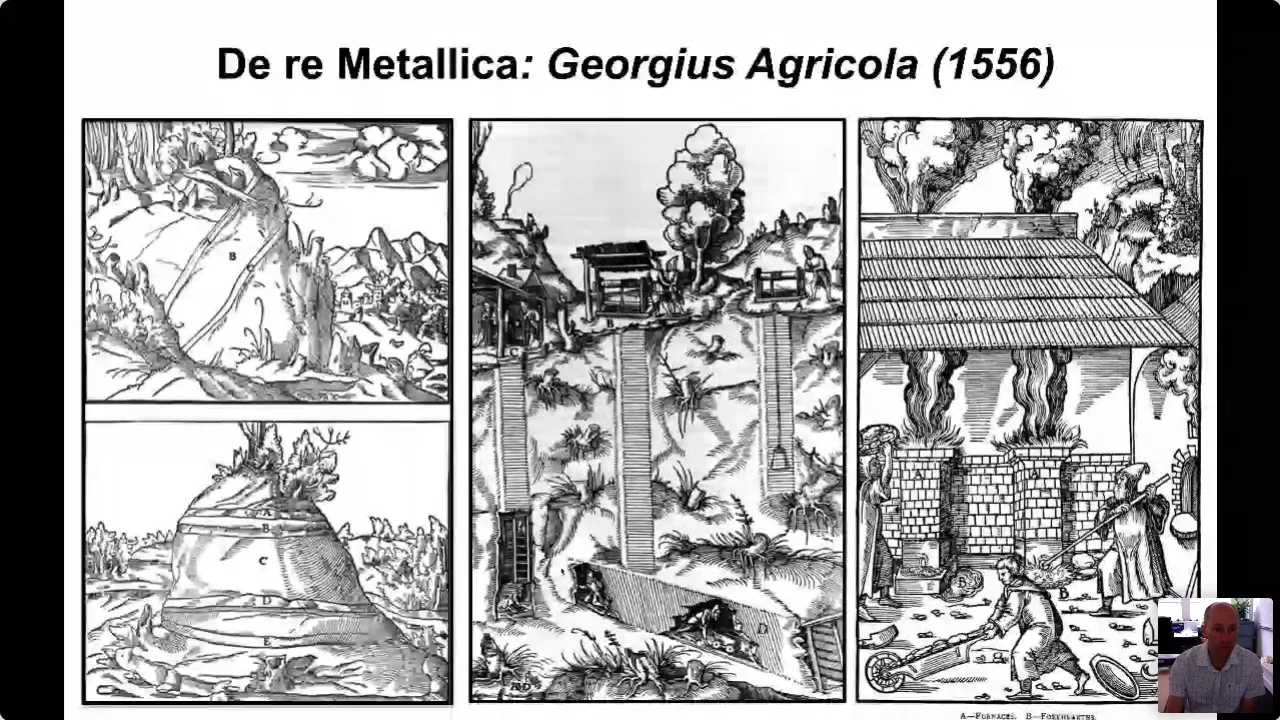 De re Metallica: Georgius Agricola (1556)
B
C
A
B
C
D
E
D
A
E
B
D
A—FURNACES. B—FOREHEARTHS.